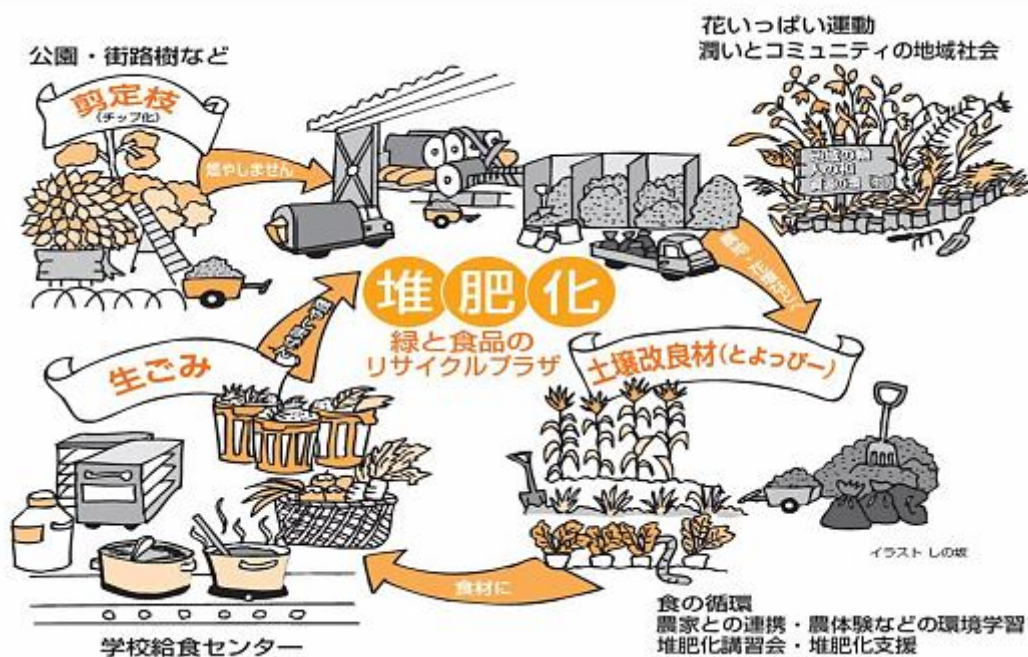 公園・街路樹など
剪定枝
(チップ化)
燃やしません
花いっぱい運動
潤いとコミュニティの地域社会
堆肥化
緑と食品の
リサイクルプラザ
生ごみ
土壌改良材(とよっぴー)
食材に
学校給食センター
イラスト しの坂
食の循環
農家との連携・農体験などの環境学習
堆肥化講習会・堆肥化支援